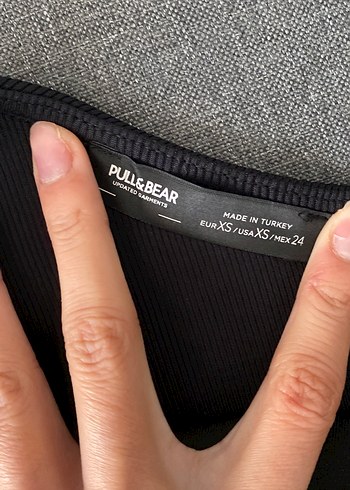 PULL&BEAR
UPDATED GARMENTS
MADE IN TURKEY
EUR XS / USA XS / MEX 24